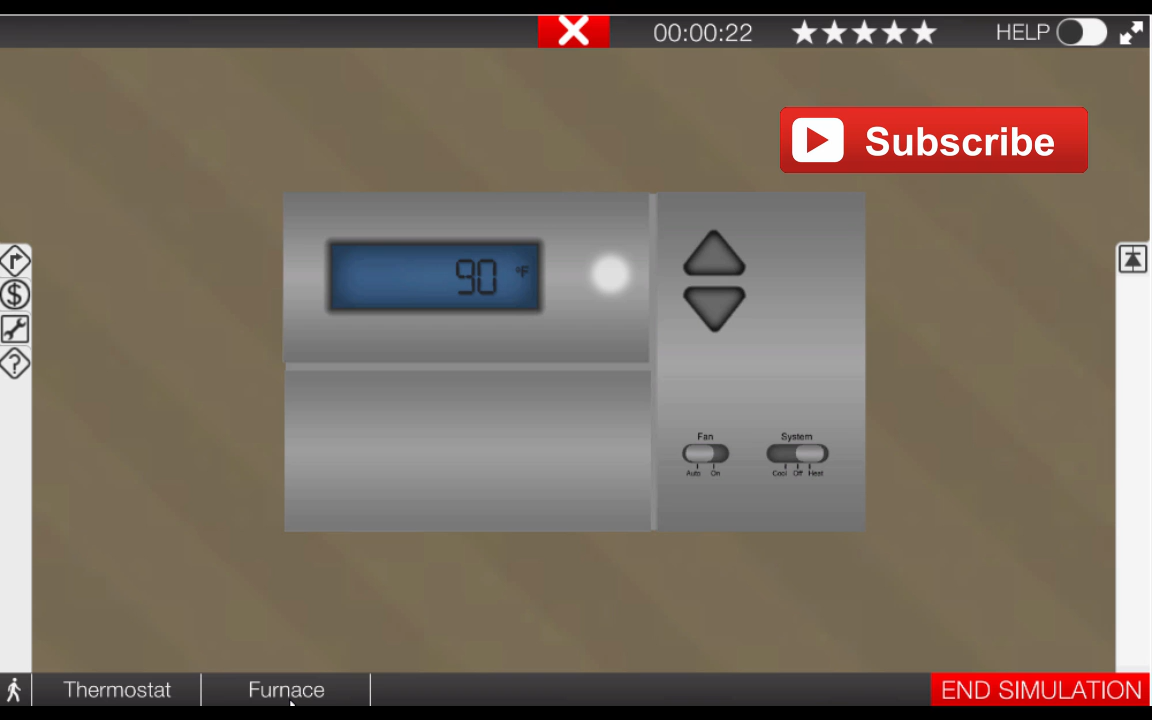 00:00:22
HELP
Subscribe
90 °F
Fan
System
Auto On
Cool Off Heat
$
?
Thermostat
Furnace
END SIMULATION